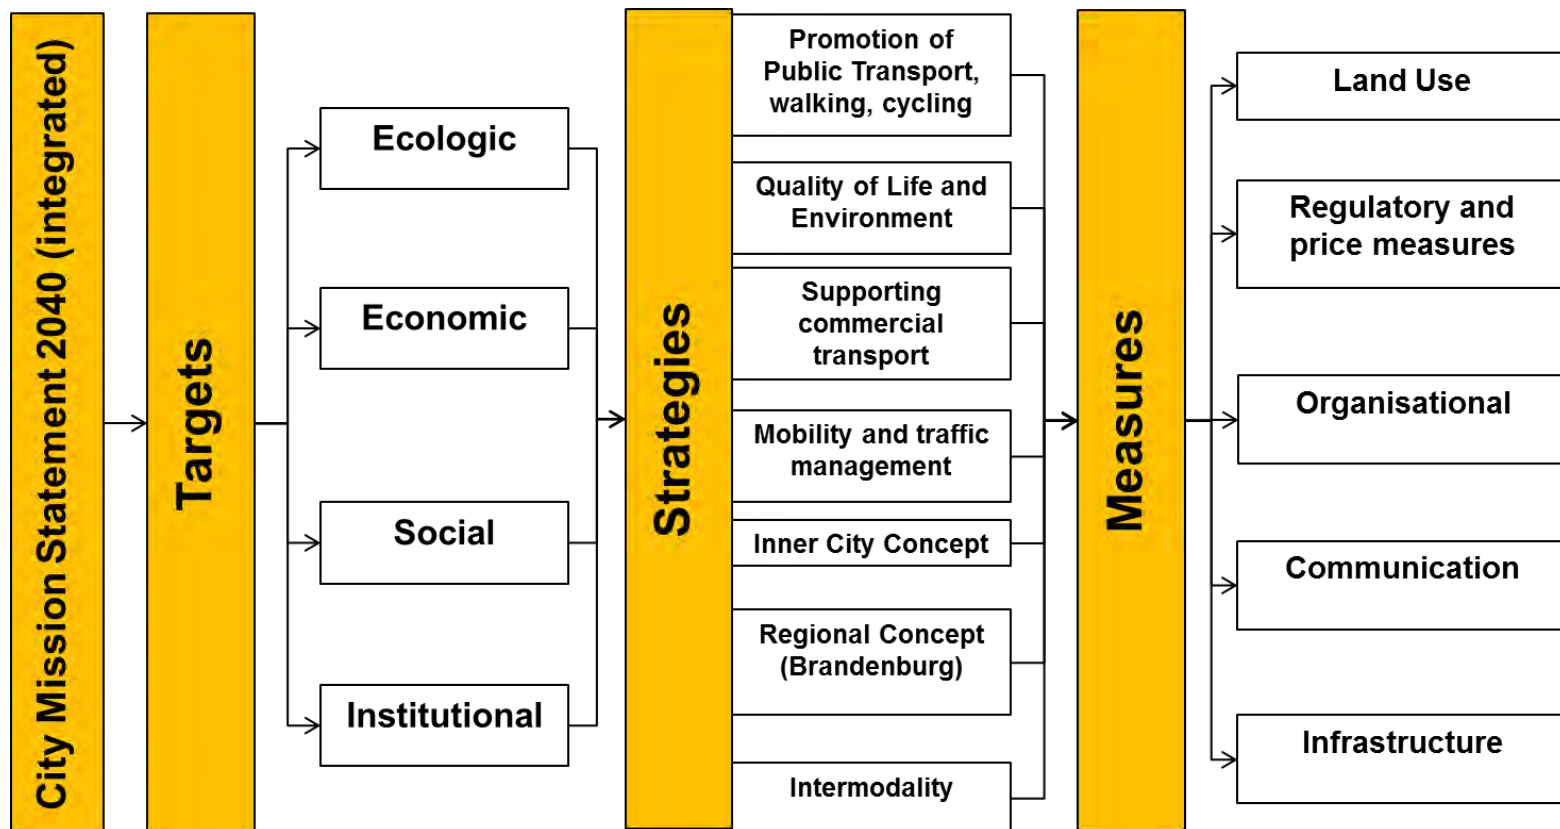 City Mission Statement 2040 (integrated)
Targets
Ecologic
Economic
Social
Institutional
Strategies
Promotion of
Public Transport,
walking, cycling
Quality of Life and
Environment
Supporting
commercial
transport
Mobility and traffic
management
Inner City Concept
Regional Concept
(Brandenburg)
Intermodality
Measures
Land Use
Regulatory and
price measures
Organisational
Communication
Infrastructure